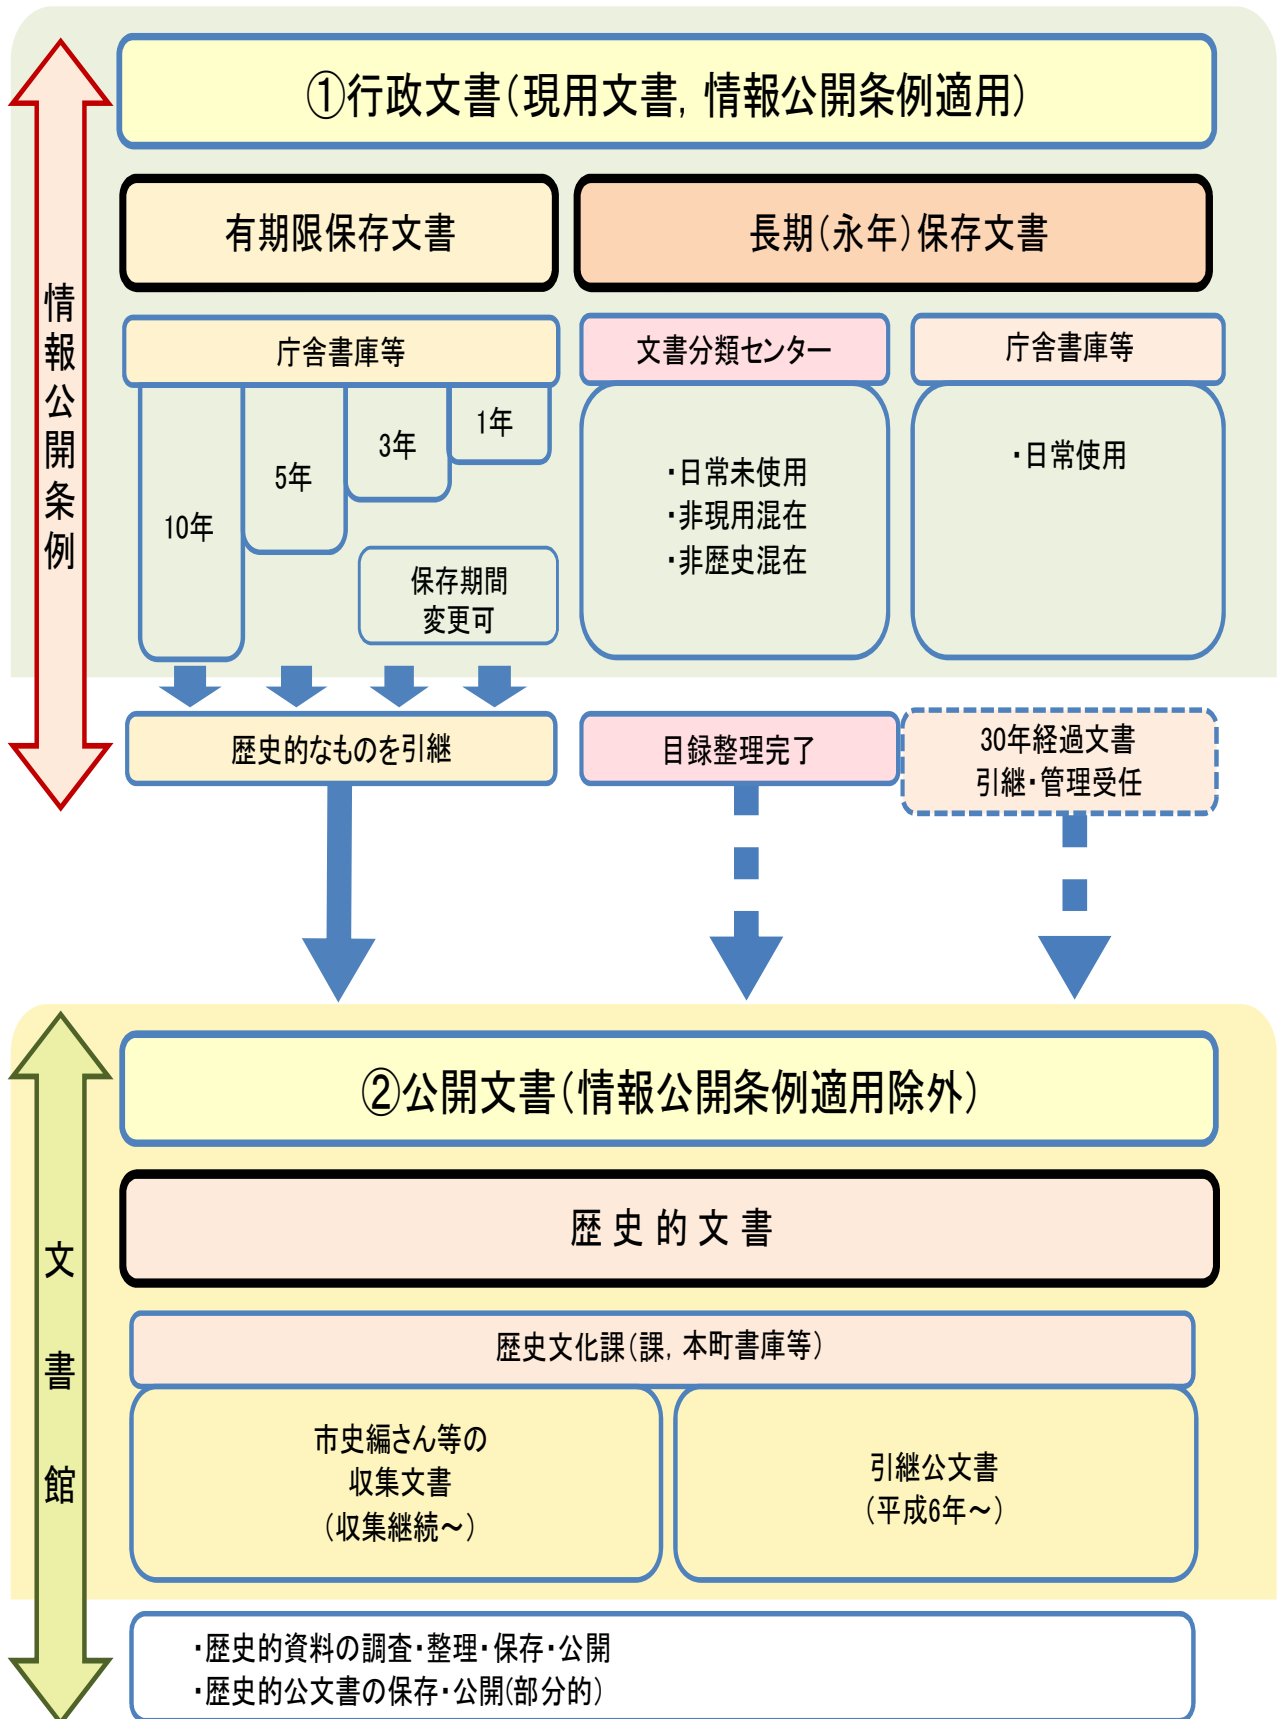 ①行政文書（現用文書，情報公開条例適用）
情報公開条例
有期限保存文書
長期（永年）保存文書
庁舎書庫等
文書分類センター
庁舎書庫等
10年
5年
3年
1年
保存期間
変更可
・日常未使用
・非現用混在
・非歴史混在
・日常使用
歴史的なものを引継
目録整理完了
30年経過文書
引継・管理受任
②公開文書（情報公開条例適用除外）
文書館
歴史的文書
歴史文化課（課，本町書庫等）
市史編さん等の
収集文書
（収集継続～）
引継公文書
（平成6年～）
・歴史的資料の調査・整理・保存・公開
・歴史的公文書の保存・公開(部分的）